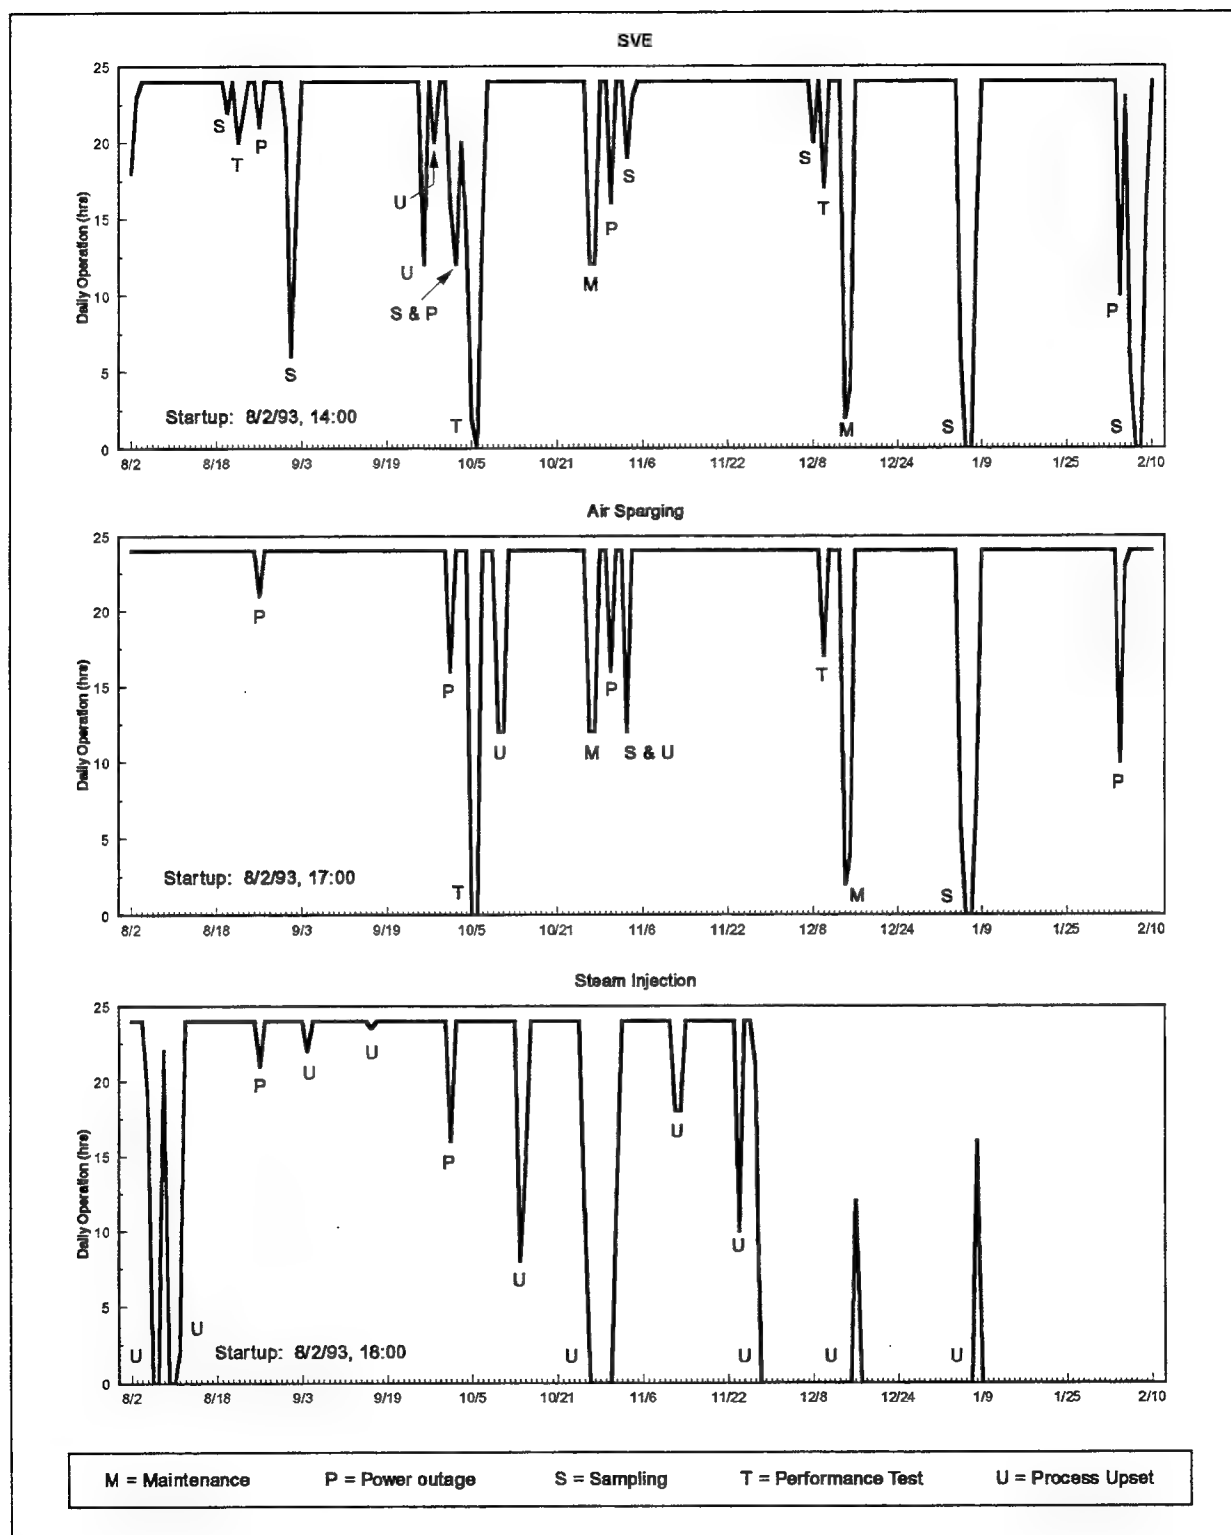 SVE
25
20
15
10
5
0
Daily Operation (hrs)
S
T
P
S
U
U
S & P
T
M
P
S
S
T
M
S
P
S
Startup: 8/2/93, 14:00
8/2 8/18 9/3 9/19 10/5 10/21 11/6 11/22 12/8 12/24 1/9 1/25 2/10
Air Sparging
25
20
15
10
5
0
Daily Operation (hrs)
P
P
T
U
M
P
S & U
T
M
S
P
Startup: 8/2/93, 17:00
8/2 8/18 9/3 9/19 10/5 10/21 11/6 11/22 12/8 12/24 1/9 1/25 2/10
Steam Injection
25
20
15
10
5
0
Daily Operation (hrs)
U
U
P
U
U
P
U
U
U
U
U
U
U
Startup: 8/2/93, 18:00
8/2 8/18 9/3 9/19 10/5 10/21 11/6 11/22 12/8 12/24 1/9 1/25 2/10
M = Maintenance P = Power outage S = Sampling T = Performance Test U = Process Upset